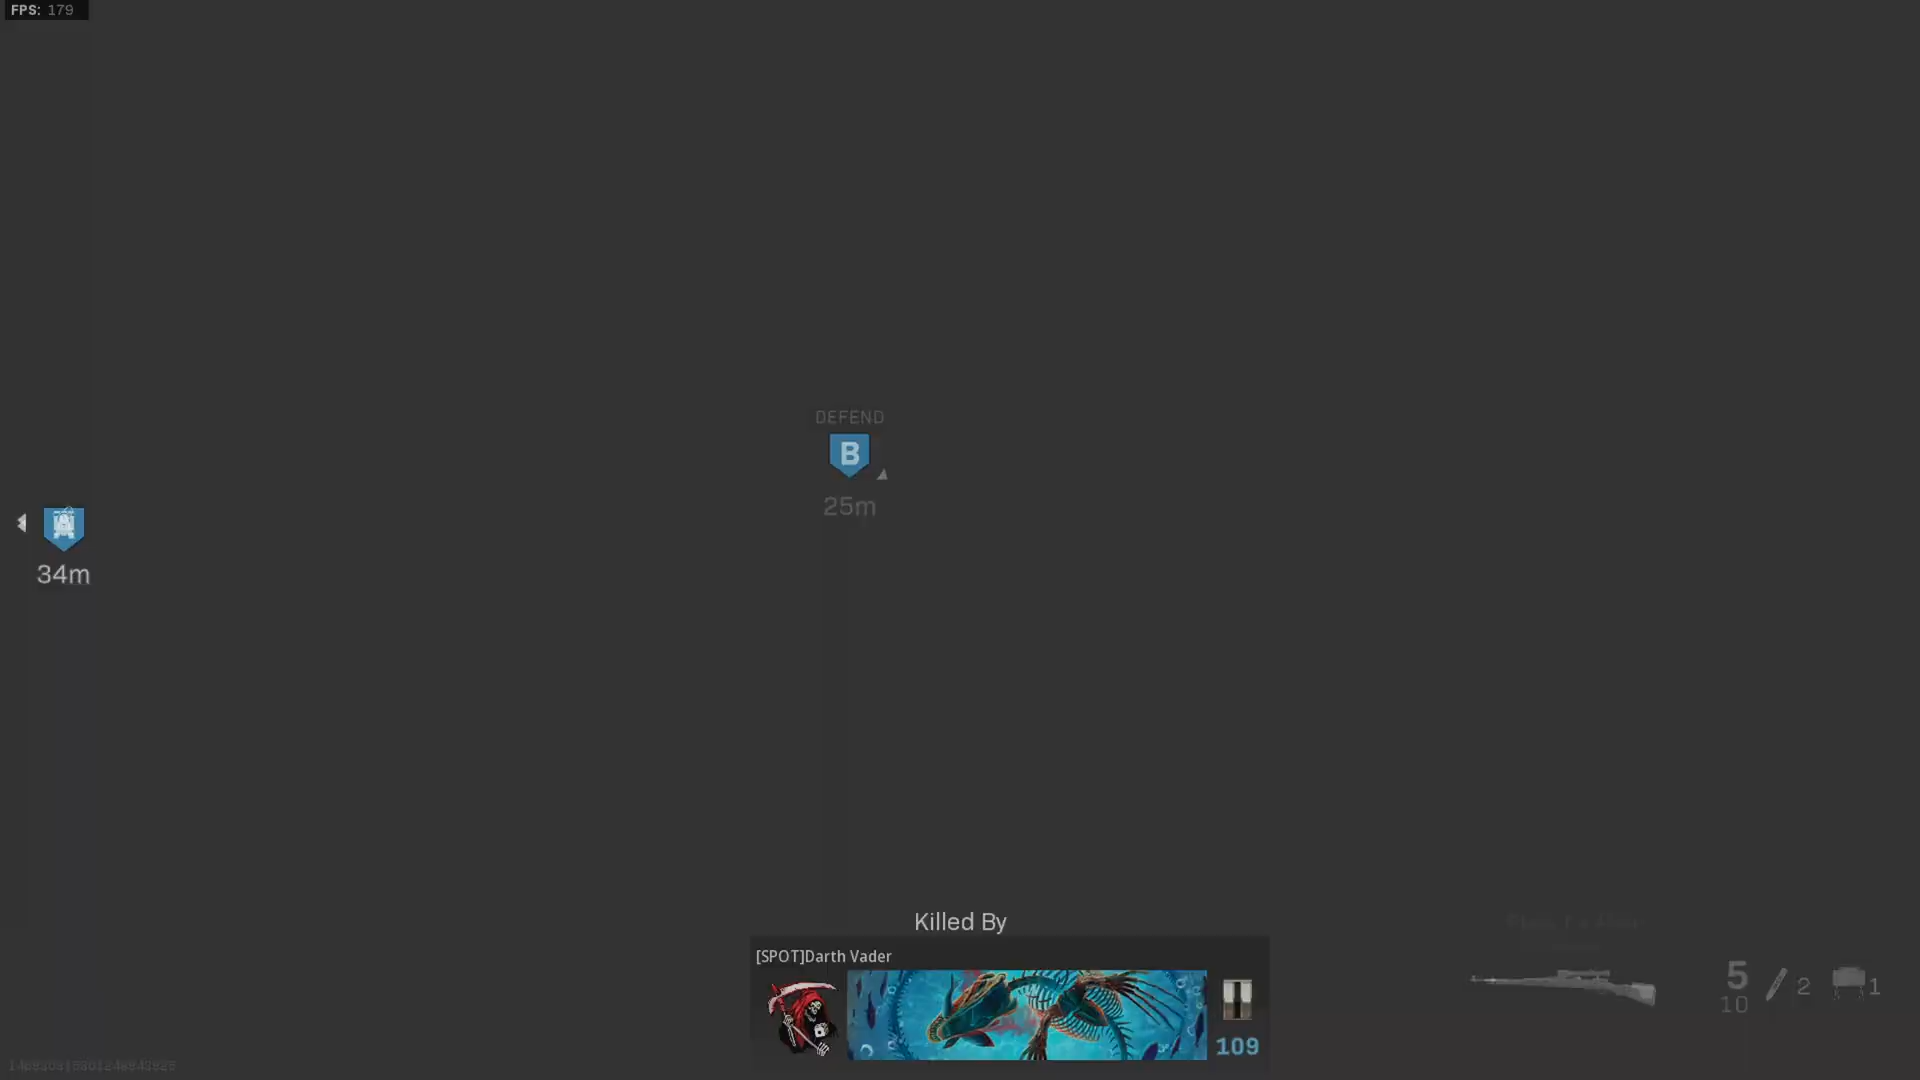 FPS: 179
DEFEND
B
25m
A
34m
Killed By
[SPOT]Darth Vader
109
5
10
2
1